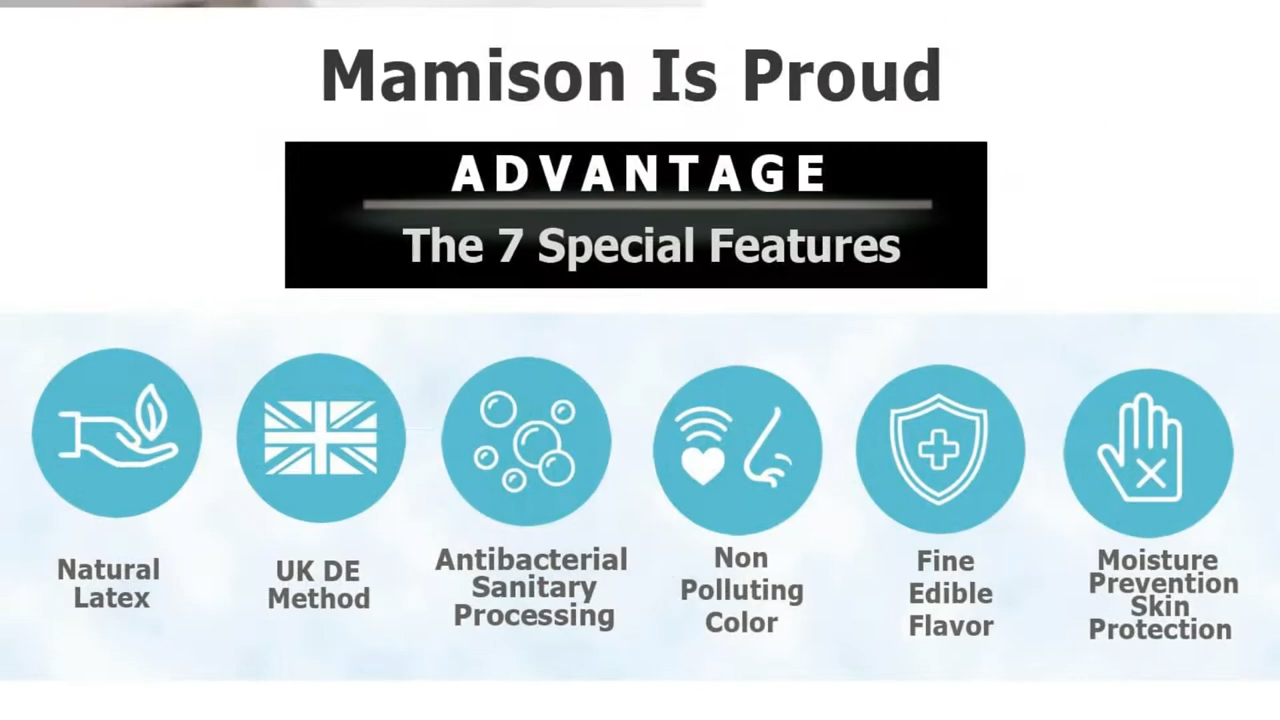 Mamison Is Proud
ADVANTAGE
The 7 Special Features
Natural
Latex
UK DE
Method
Antibacterial
Sanitary
Processing
Non
Polluting
Color
Fine
Edible
Flavor
Moisture
Prevention
Skin
Protection